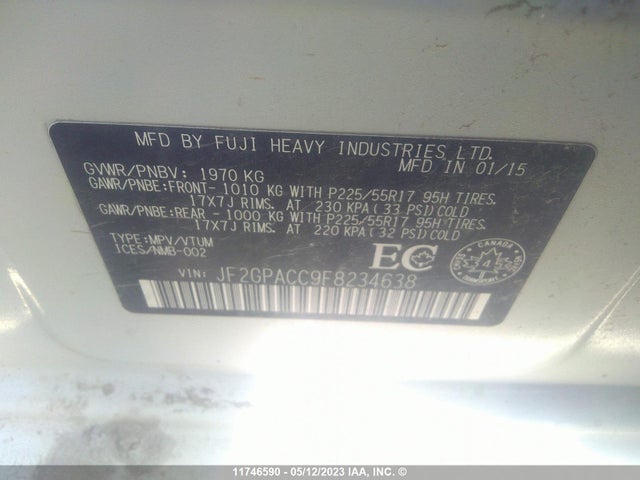 MFD BY FUJI HEAVY INDUSTRIES LTD.
GVWR/PNBV: 1970 KG MFD IN 01/15
GAWR/PNBE:FRONT- 1010 KG WITH P225/55R17 95H TIRES.
17X7J RIMS. AT 230 KPA(33 PSI)COLD
GAWR/PNBE:REAR - 1000 KG WITH P225/55R17 95H TIRES.
17X7J RIMS. AT 220 KPA(32 PSI)COLD
TYPE:MPV/VTUM
ICES/NMB-002
EC
CANADA
4
VIN: JF2GPACC9F8234638
11746590 - 05/12/2023 IAA, Inc. ©